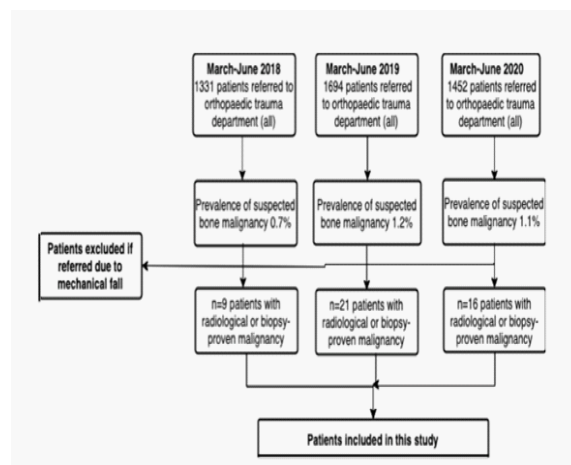 March-June 2018
1331 patients referred to
orthopaedic trauma
department (all)
March-June 2019
1694 patients referred
to orthopaedic trauma
department (all)
March-June 2020
1452 patients referred
to orthopaedic trauma
department (all)
Prevalence of suspected
bone malignancy 0.7%
Prevalence of suspected
bone malignancy 1.2%
Prevalence of suspected
bone malignancy 1.1%
Patients excluded if
referred due to
mechanical fall
n=9 patients with
radiological or biopsy-
proven malignancy
n=21 patients with
radiological or biopsy-
proven malignancy
n=16 patients with
radiological or biopsy-
proven malignancy
Patients included in this study